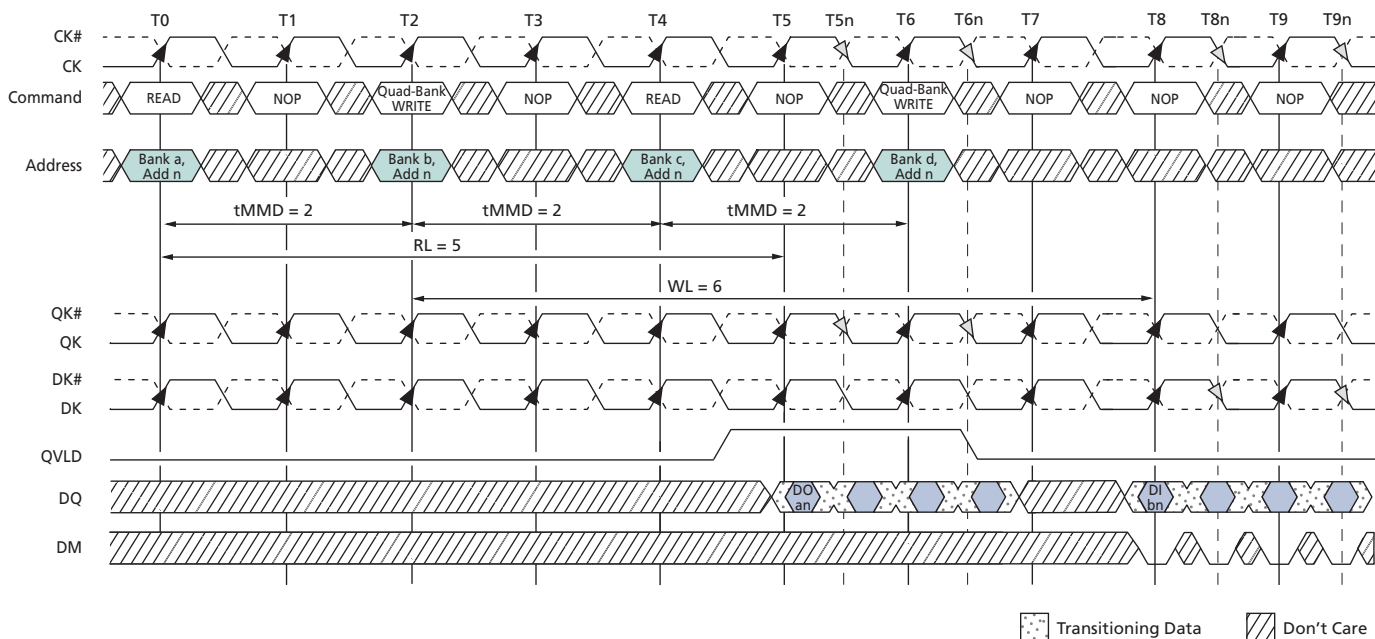 T0 T1 T2 T3 T4 T5 T5n T6 T6n T7 T8 T8n T9 T9n
CK#
CK
Command READ NOP Quad-Bank WRITE NOP READ NOP Quad-Bank WRITE NOP NOP NOP
Address Bank a, Add n Bank b, Add n Bank c, Add n Bank d, Add n
tMMD = 2 tMMD = 2 tMMD = 2
RL = 5
WL = 6
QK#
QK
DK#
DK
QVLD
DQ DO an DI bn
DM
Transitioning Data Don't Care